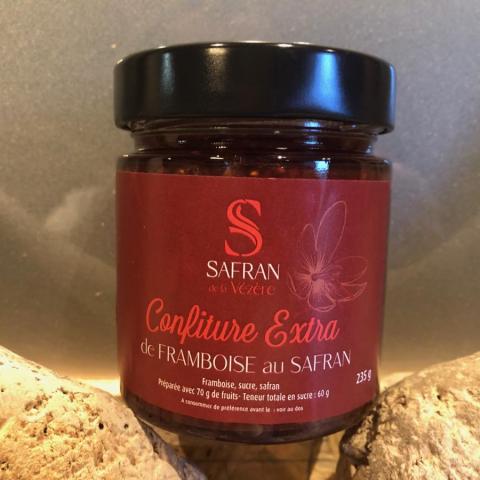 S
SAFRAN
de la Vézère
Confiture Extra
de FRAMBOISE au SAFRAN
Framboise, sucre, safran
Préparée avec 70 g de fruits- Teneur totale en sucre : 60 g
A consommer de préférence avant le : voir au dos
235 g